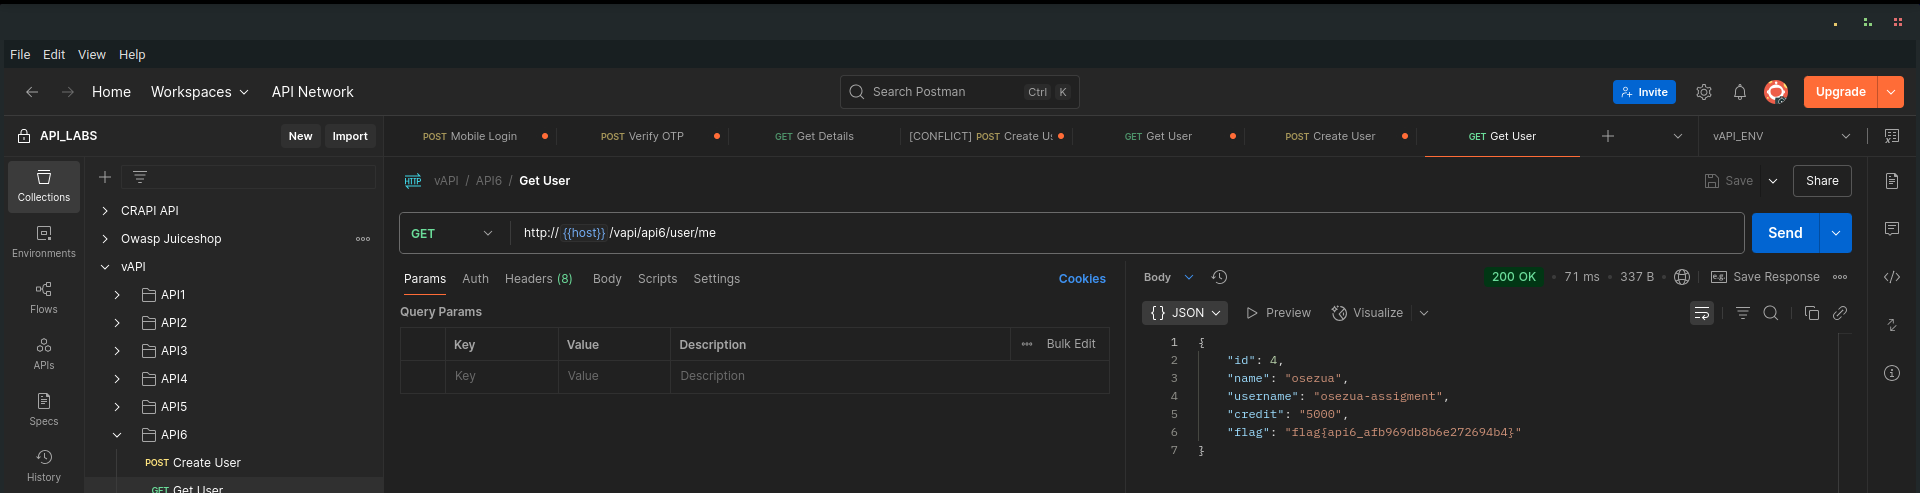 File Edit View Help
Home Workspaces API Network Search Postman Ctrl K Invite Upgrade
API_LABS New Import POST Mobile Login POST Verify OTP GET Get Details [CONFLICT] POST Create U: GET Get User POST Create User GET Get User vAPI_ENV
Collections
Environments
Flows
APIs
Specs
History
CRAPI API
Owasp Juiceshop
vAPI
API1
API2
API3
API4
API5
API6
POST Create User
GET Get User
HTTP vAPI / API6 / Get User Save Share
GET http:// {{host}} /vapi/api6/user/me Send
Params Auth Headers (8) Body Scripts Settings Cookies
Query Params
Key Value Description Bulk Edit
Key Value Description
Body 200 OK • 71 ms • 337 B • e.g. Save Response
{} JSON Preview Visualize
1 {
2 "id": 4,
3 "name": "osezua",
4 "username": "osezua-assigment",
5 "credit": "5000",
6 "flag": "flag{api6_afb969db8b6e272694b4}"
7 }